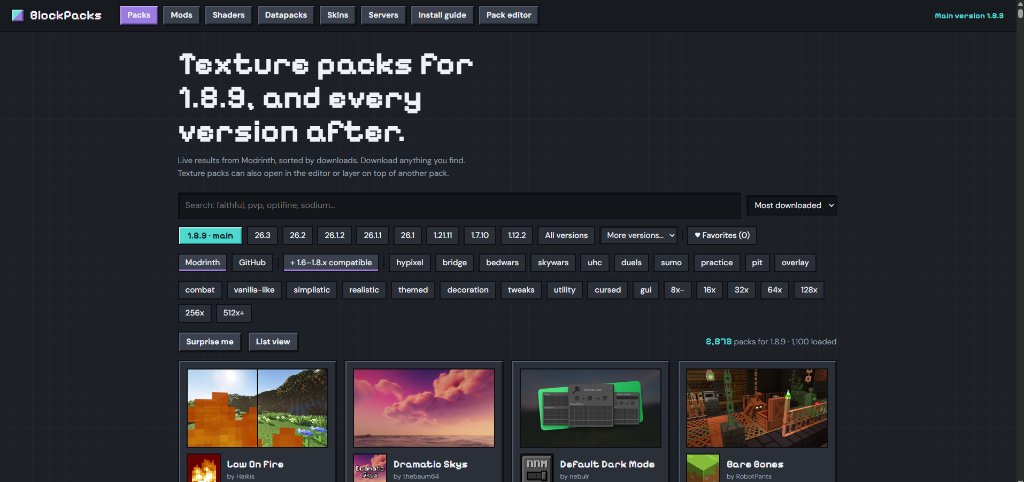 BlockPacks
Packs Mods Shaders Datapacks Skins Servers Install guide Pack editor
Main version 1.8.9
Texture packs for
1.8.9, and every
version after.
Live results from Modrinth, sorted by downloads. Download anything you find.
Texture packs can also open in the editor or layer on top of another pack.
Search: faithful, pvp, optifine, sodium...
Most downloaded
1.8.9 · main 26.3 26.2 26.1.2 26.1.1 26.1 1.21.11 1.7.10 1.12.2 All versions More versions... ♥ Favorites (0)
Modrinth GitHub + 1.6–1.8.x compatible hypixel bridge bedwars skywars uhc duels sumo practice pit overlay
combat vanilla-like simplistic realistic themed decoration tweaks utility cursed gui 8x- 16x 32x 64x 128x
256x 512x+
Surprise me List view
8,978 packs for 1.8.9 · 1,100 loaded
Low On Fire
by Haikis
Dramatic Skys
by thebaum64
Default Dark Mode
by nebulr
Bare Bones
by RobotPants